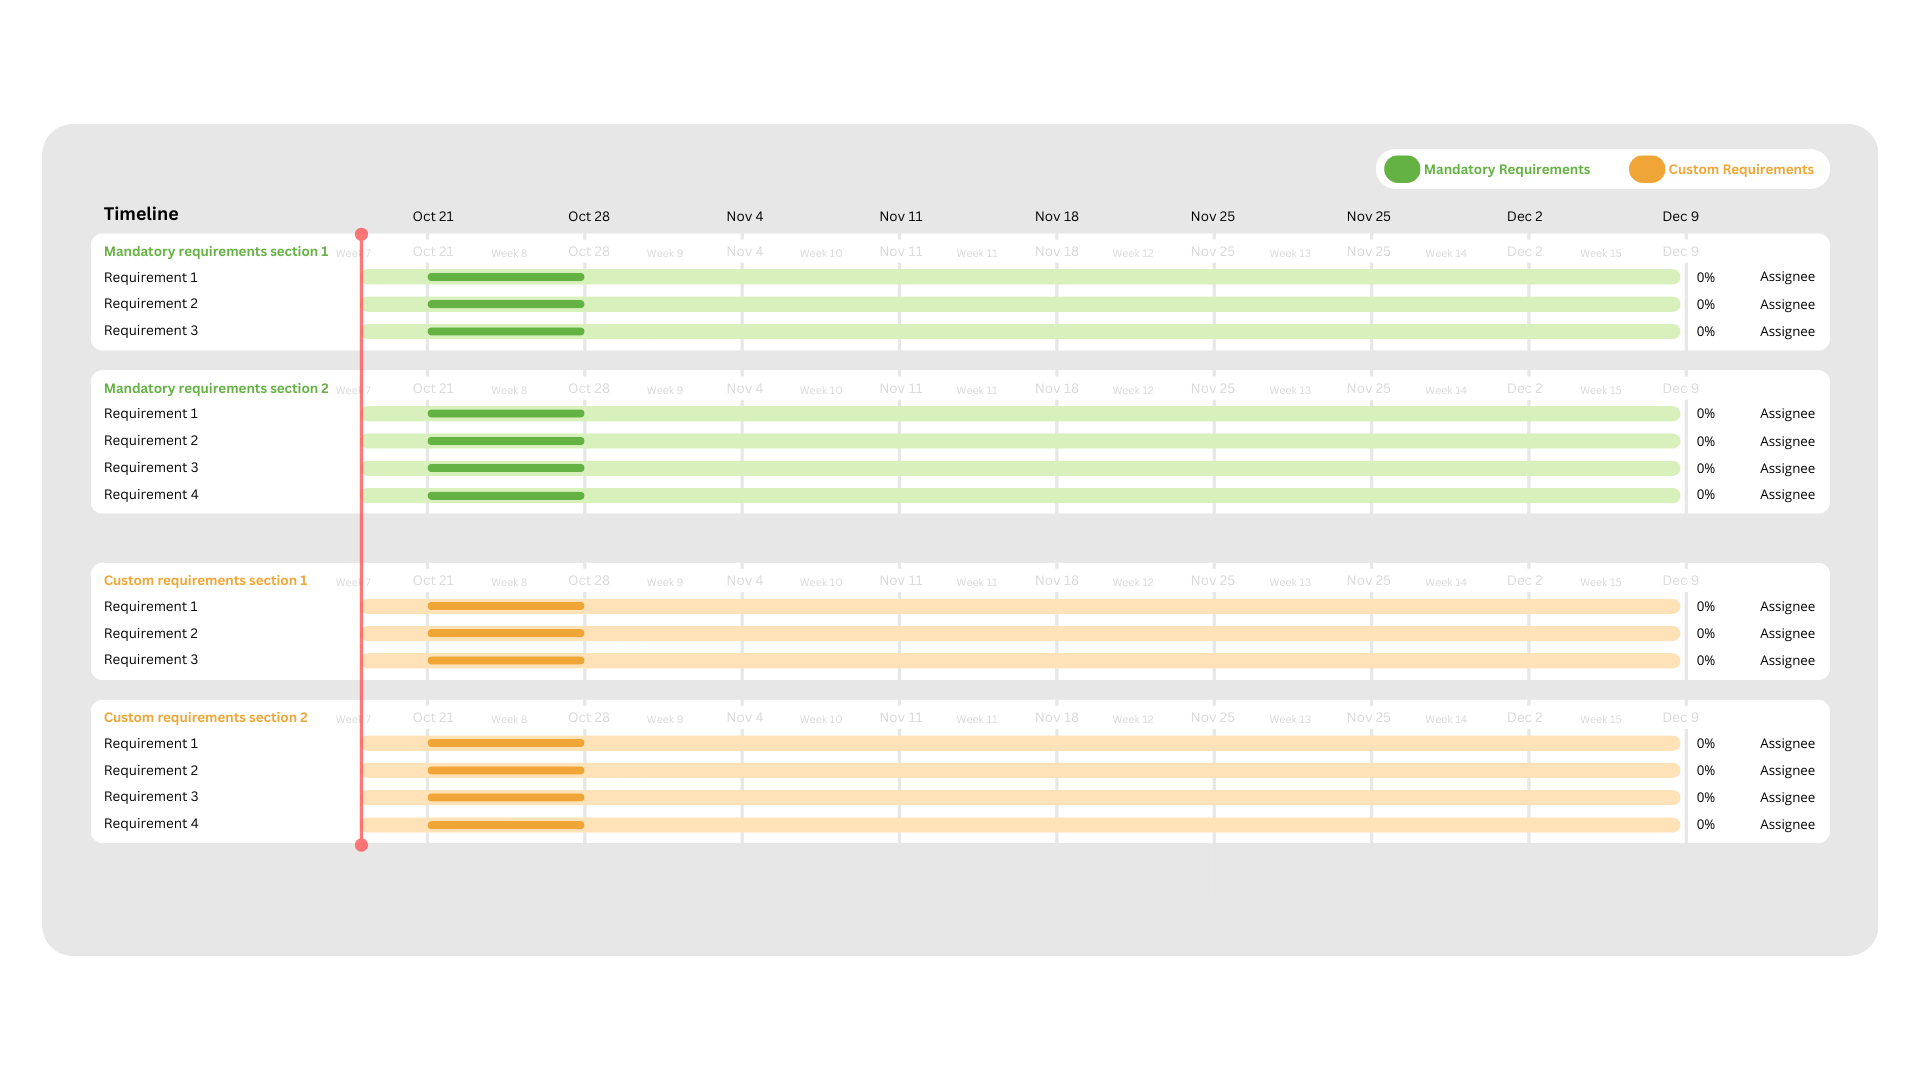 Mandatory Requirements Custom Requirements
Timeline Oct 21 Oct 28 Nov 4 Nov 11 Nov 18 Nov 25 Nov 25 Dec 2 Dec 9
Mandatory requirements section 1 Week 7 Oct 21 Week 8 Oct 28 Week 9 Nov 4 Week 10 Nov 11 Week 11 Nov 18 Week 12 Nov 25 Week 13 Nov 25 Week 14 Dec 2 Week 15 Dec 9
Requirement 1 0% Assignee
Requirement 2 0% Assignee
Requirement 3 0% Assignee
Mandatory requirements section 2 Week 7 Oct 21 Week 8 Oct 28 Week 9 Nov 4 Week 10 Nov 11 Week 11 Nov 18 Week 12 Nov 25 Week 13 Nov 25 Week 14 Dec 2 Week 15 Dec 9
Requirement 1 0% Assignee
Requirement 2 0% Assignee
Requirement 3 0% Assignee
Requirement 4 0% Assignee
Custom requirements section 1 Week 7 Oct 21 Week 8 Oct 28 Week 9 Nov 4 Week 10 Nov 11 Week 11 Nov 18 Week 12 Nov 25 Week 13 Nov 25 Week 14 Dec 2 Week 15 Dec 9
Requirement 1 0% Assignee
Requirement 2 0% Assignee
Requirement 3 0% Assignee
Custom requirements section 2 Week 7 Oct 21 Week 8 Oct 28 Week 9 Nov 4 Week 10 Nov 11 Week 11 Nov 18 Week 12 Nov 25 Week 13 Nov 25 Week 14 Dec 2 Week 15 Dec 9
Requirement 1 0% Assignee
Requirement 2 0% Assignee
Requirement 3 0% Assignee
Requirement 4 0% Assignee